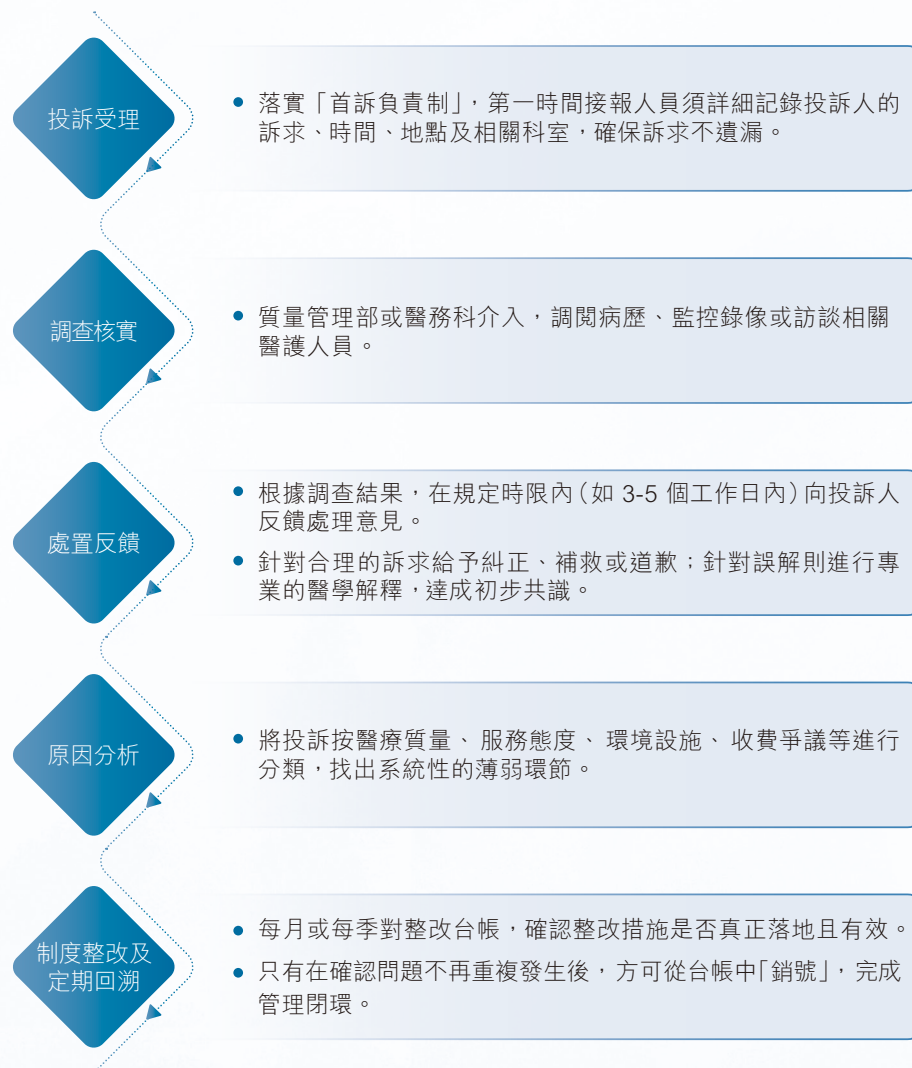 投訴受理
• 落實「首訴負責制」，第一時間接報人員須詳細記錄投訴人的
訴求、時間、地點及相關科室，確保訴求不遺漏。
調查核實
• 質量管理部或醫務科介入，調閱病歷、監控錄像或訪談相關
醫護人員。
處置反饋
• 根據調查結果，在規定時限內（如 3-5 個工作日內）向投訴人
反饋處理意見。
• 針對合理的訴求給予糾正、補救或道歉；針對誤解則進行專
業的醫學解釋，達成初步共識。
原因分析
• 將投訴按醫療質量、服務態度、環境設施、收費爭議等進行
分類，找出系統性的薄弱環節。
制度整改及
定期回溯
• 每月或每季對整改台帳，確認整改措施是否真正落地且有效。
• 只有在確認問題不再重複發生後，方可從台帳中「銷號」，完成
管理閉環。